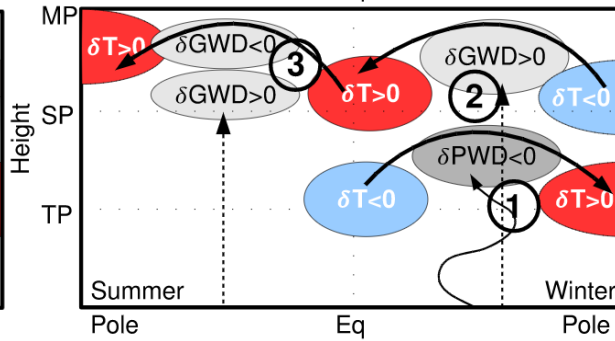 MP
δT>0
δGWD<0
3
δGWD>0
δGWD>0
δT>0
2
δT<0
Height
SP
δPWD<0
δT<0
1
δT>0
TP
Summer
Winter
Pole
Eq
Pole